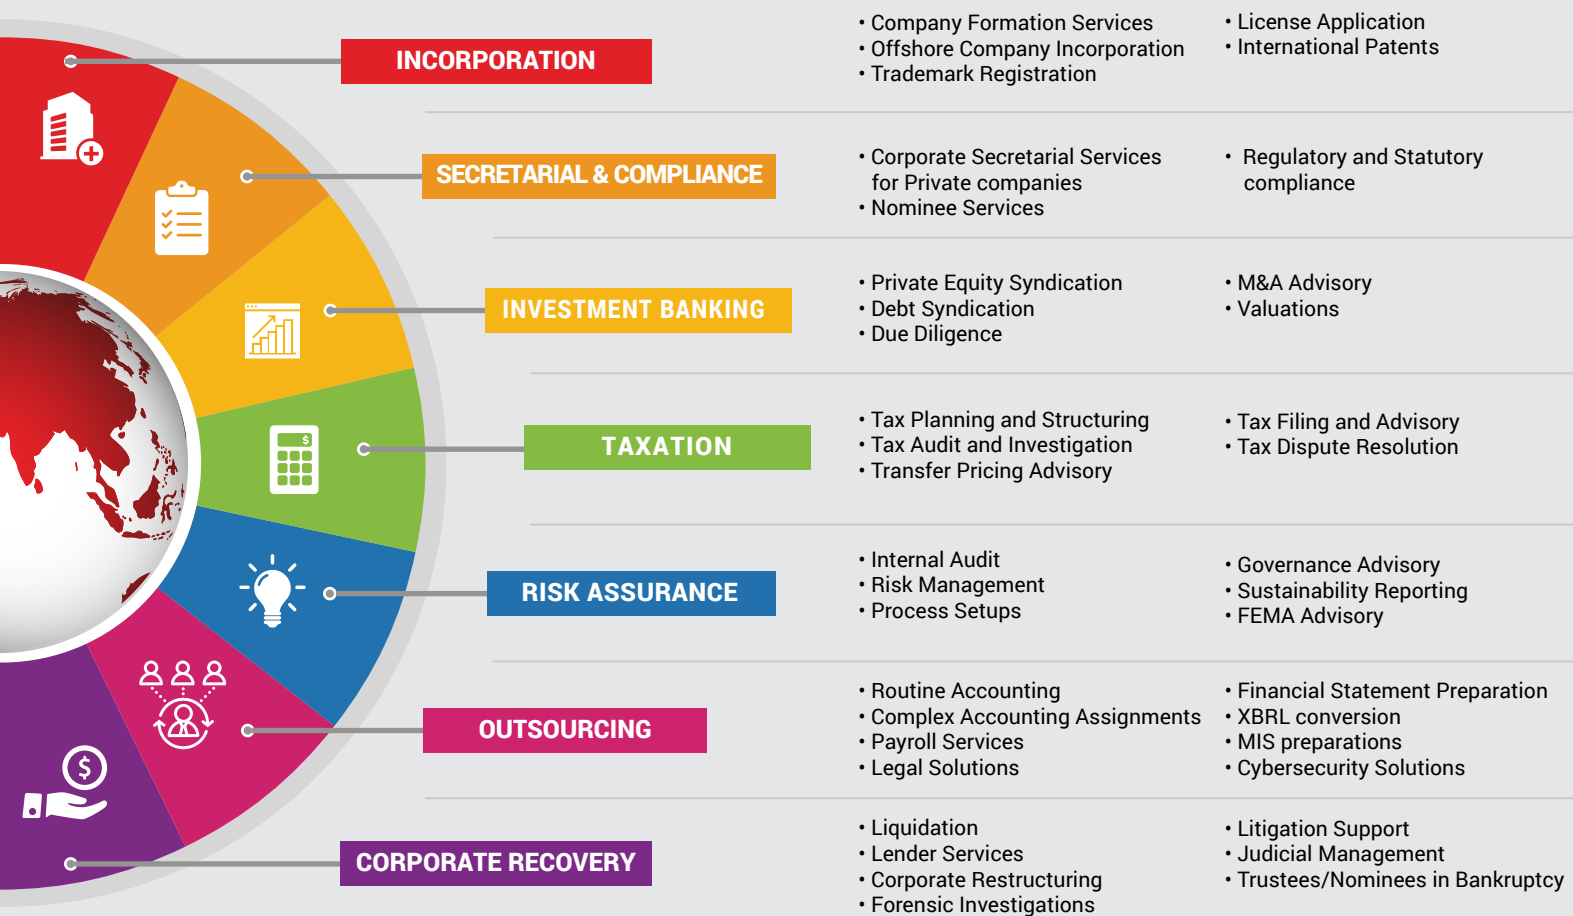 INCORPORATION
• Company Formation Services
• Offshore Company Incorporation
• Trademark Registration
• License Application
• International Patents
SECRETARIAL & COMPLIANCE
• Corporate Secretarial Services
for Private companies
• Nominee Services
• Regulatory and Statutory
compliance
INVESTMENT BANKING
• Private Equity Syndication
• Debt Syndication
• Due Diligence
• M&A Advisory
• Valuations
TAXATION
• Tax Planning and Structuring
• Tax Audit and Investigation
• Transfer Pricing Advisory
• Tax Filing and Advisory
• Tax Dispute Resolution
$
RISK ASSURANCE
• Internal Audit
• Risk Management
• Process Setups
• Governance Advisory
• Sustainability Reporting
• FEMA Advisory
OUTSOURCING
• Routine Accounting
• Complex Accounting Assignments
• Payroll Services
• Legal Solutions
• Financial Statement Preparation
• XBRL conversion
• MIS preparations
• Cybersecurity Solutions
$
CORPORATE RECOVERY
• Liquidation
• Lender Services
• Corporate Restructuring
• Forensic Investigations
• Litigation Support
• Judicial Management
• Trustees/Nominees in Bankruptcy